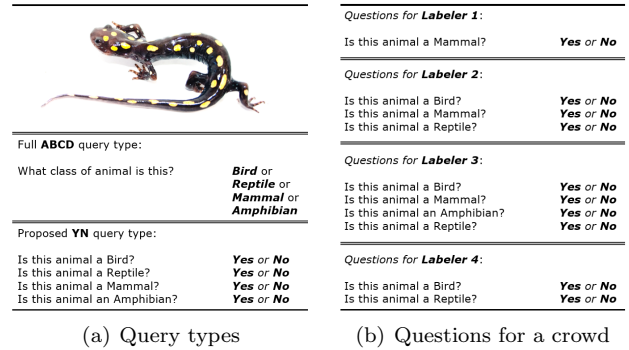 Full ABCD query type:
What class of animal is this? Bird or
Reptile or
Mammal or
Amphibian
Proposed YN query type:
Is this animal a Bird? Yes or No
Is this animal a Reptile? Yes or No
Is this animal a Mammal? Yes or No
Is this animal an Amphibian? Yes or No
(a) Query types
Questions for Labeler 1:
Is this animal a Mammal? Yes or No
Questions for Labeler 2:
Is this animal a Bird? Yes or No
Is this animal a Mammal? Yes or No
Is this animal a Reptile? Yes or No
Questions for Labeler 3:
Is this animal a Bird? Yes or No
Is this animal a Mammal? Yes or No
Is this animal an Amphibian? Yes or No
Is this animal a Reptile? Yes or No
Questions for Labeler 4:
Is this animal a Bird? Yes or No
Is this animal a Reptile? Yes or No
(b) Questions for a crowd